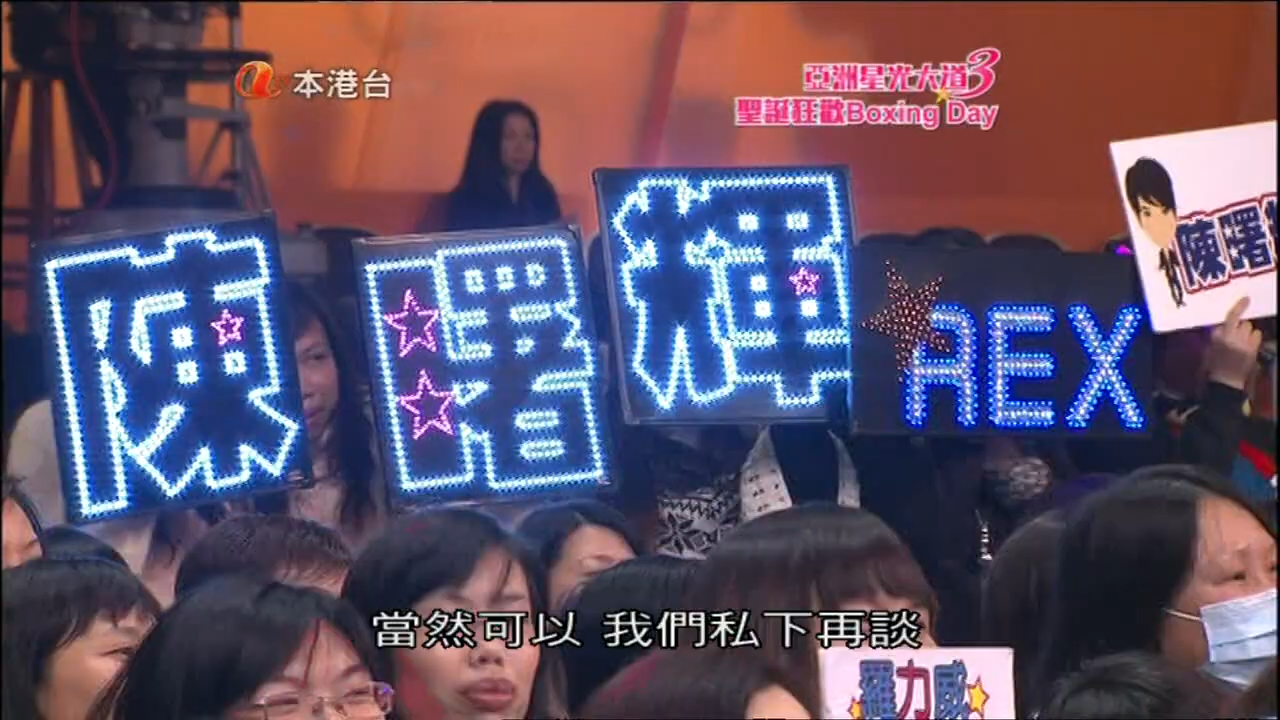 本港台
亞洲星光大道3
聖誕狂歡Boxing Day
陳曙輝 REX
陳曙
當然可以 我們私下再談
羅力威